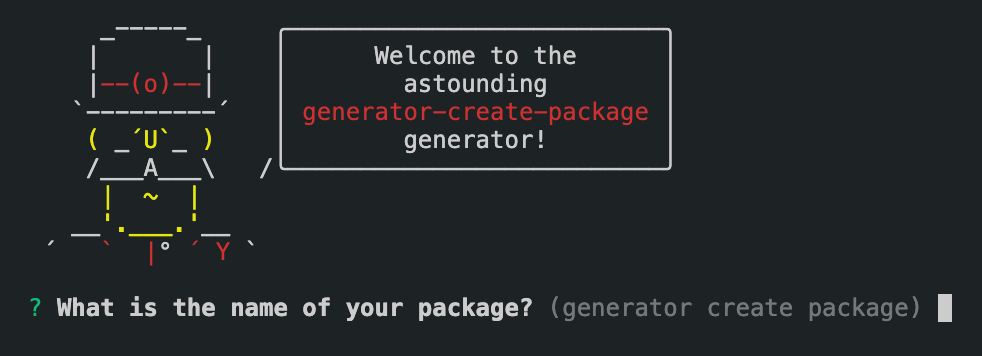 Welcome to the
astounding
generator-create-package
generator!
? What is the name of your package? (generator create package)